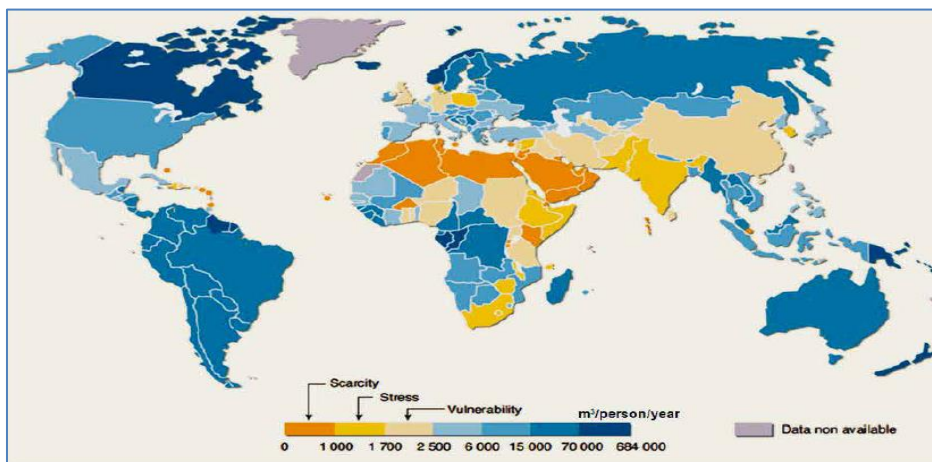 Scarcity
Stress
Vulnerability
m³/person/year
0 1 000 1 700 2 500 6 000 15 000 70 000 684 000
Data non available